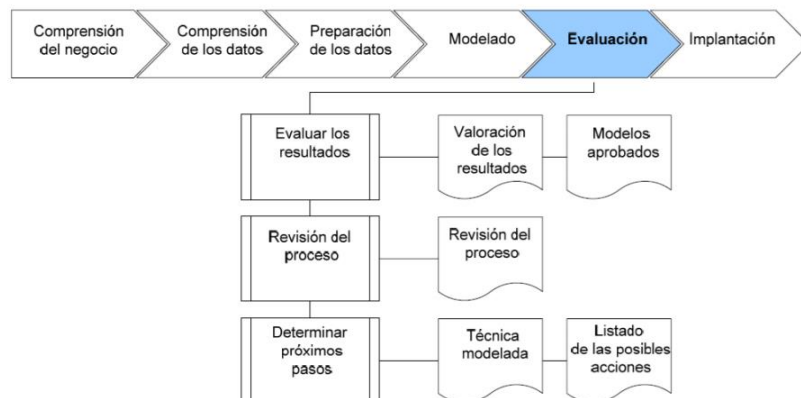 Comprensión
del negocio
Comprensión
de los datos
Preparación
de los datos
Modelado
Evaluación
Implantación
Evaluar los
resultados
Valoración
de los
resultados
Modelos
aprobados
Revisión del
proceso
Revisión del
proceso
Determinar
próximos
pasos
Técnica
modelada
Listado
de las posibles
acciones